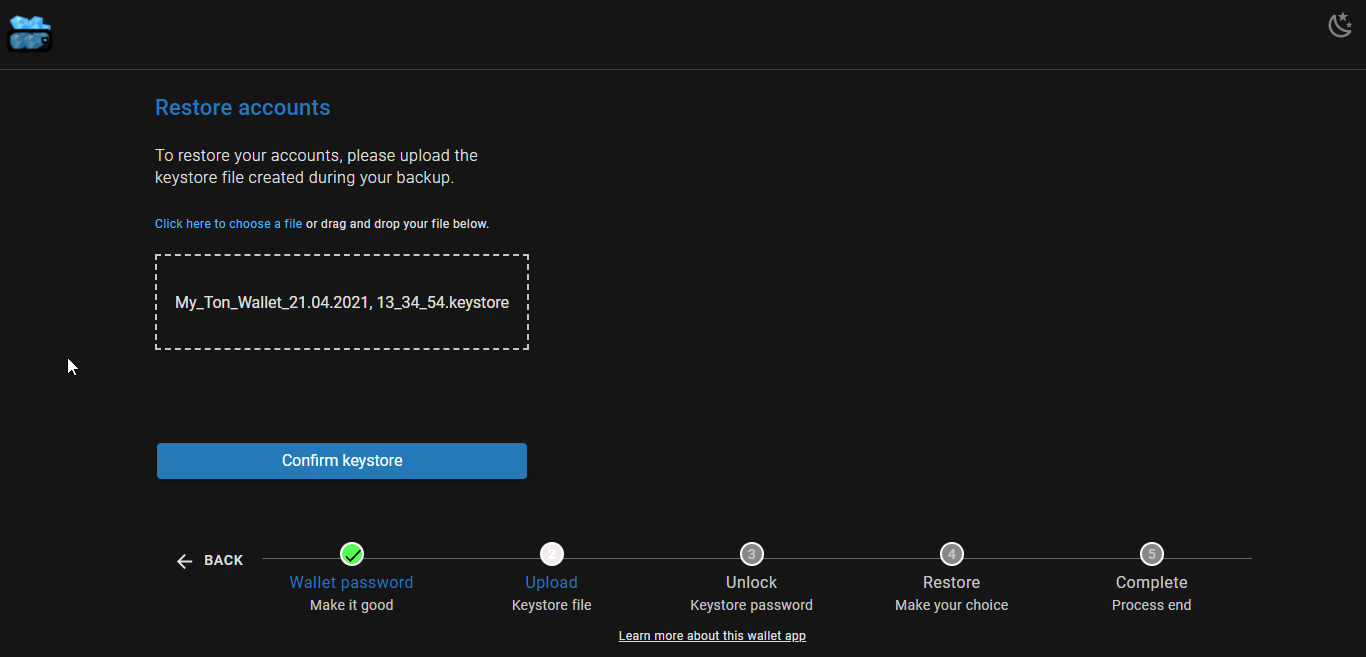 Restore accounts
To restore your accounts, please upload the
keystore file created during your backup.
Click here to choose a file or drag and drop your file below.
My_Ton_Wallet_21.04.2021, 13_34_54.keystore
Confirm keystore
BACK
2
3
4
5
Wallet password
Upload
Unlock
Restore
Complete
Make it good
Keystore file
Keystore password
Make your choice
Process end
Learn more about this wallet app